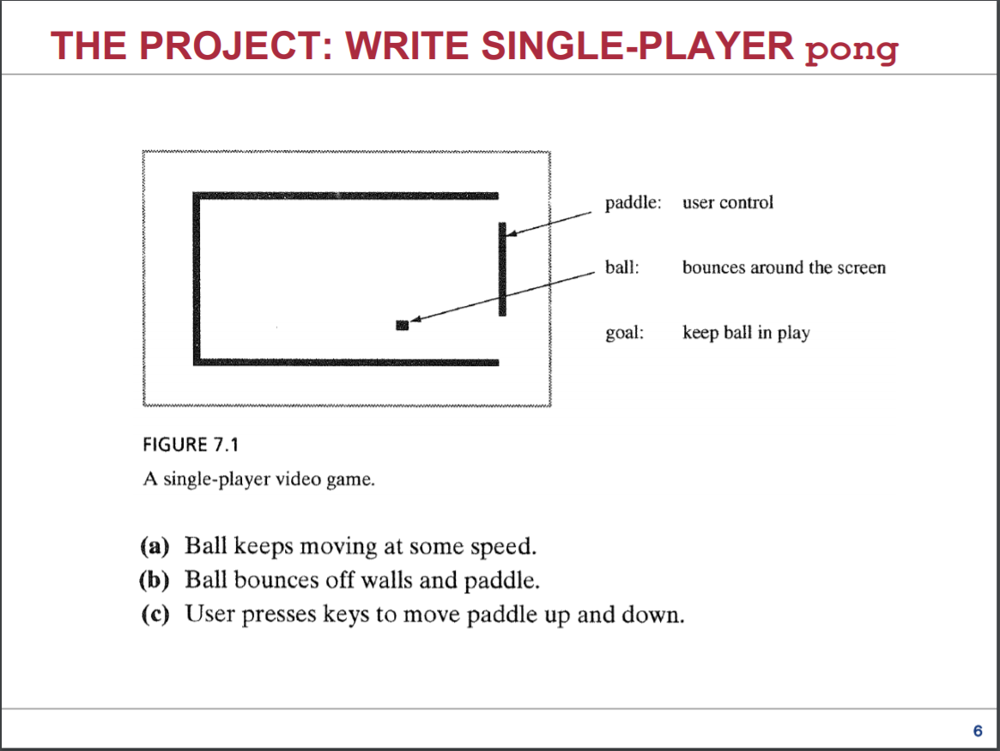 THE PROJECT: WRITE SINGLE-PLAYER pong
paddle: user control
ball: bounces around the screen
goal: keep ball in play
FIGURE 7.1
A single-player video game.
(a) Ball keeps moving at some speed.
(b) Ball bounces off walls and paddle.
(c) User presses keys to move paddle up and down.
6